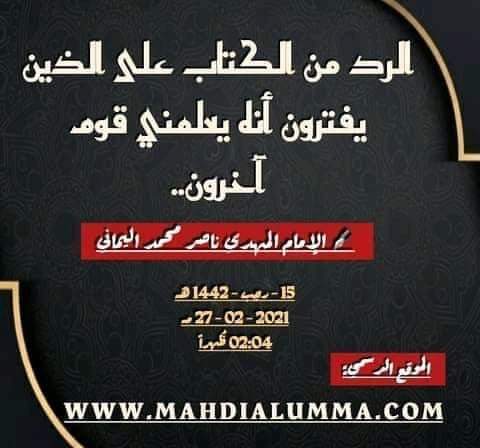 الرد من الكتاب على الذين
يفترون أنه يعلمني قوم
آخرون..
الإمام المهدي ناصر محمد اليماني
15 - رجب - 1442 هـ
27 - 02 - 2021 مـ
02:04 ظهراً
الموقع الرسمي:
WWW.MAHDIALUMMA.COM